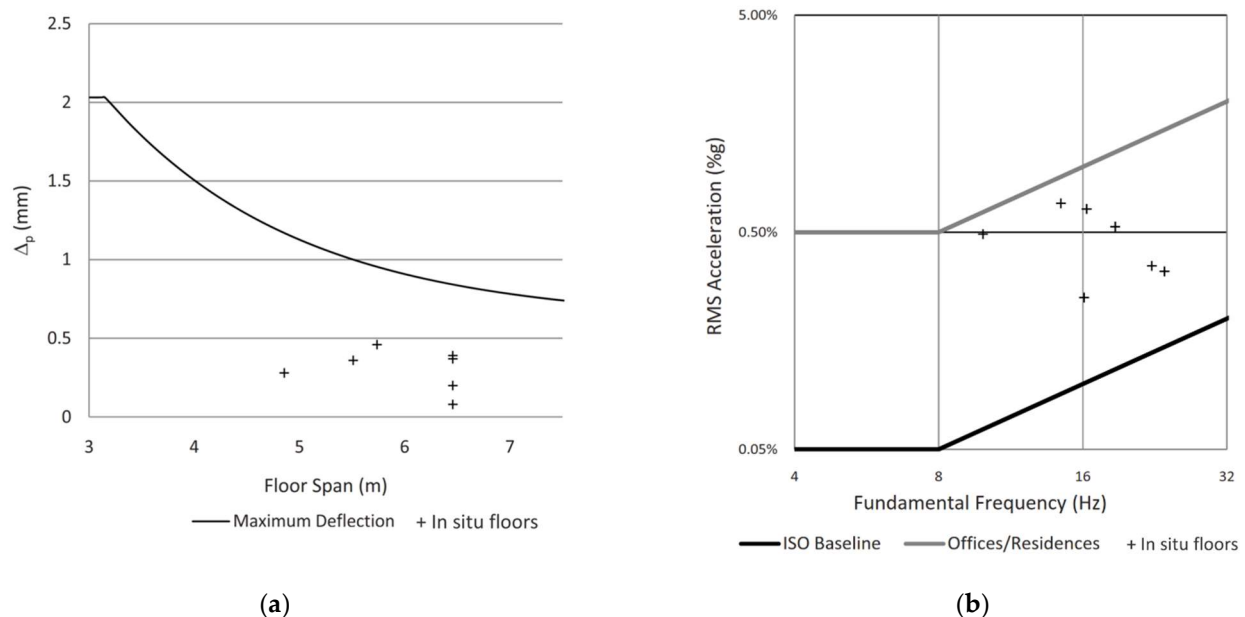 2.5
2
1.5
1
0.5
0
Δp (mm)
3 4 5 6 7
Floor Span (m)
Maximum Deflection + In situ floors
(a)
5.00%
0.50%
0.05%
RMS Acceleration (%g)
4 8 16 32
Fundamental Frequency (Hz)
ISO Baseline Offices/Residences + In situ floors
(b)